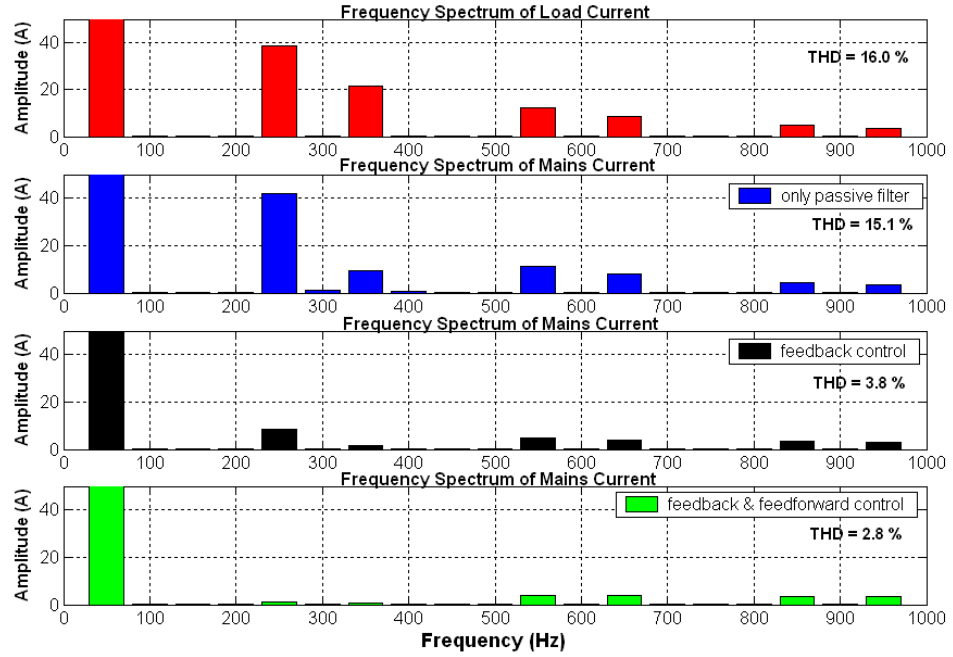 Frequency Spectrum of Load Current
Amplitude (A)
40
20
0
THD = 16.0 %
0 100 200 300 400 500 600 700 800 900 1000
Frequency Spectrum of Mains Current
Amplitude (A)
40
20
0
only passive filter
THD = 15.1 %
0 100 200 300 400 500 600 700 800 900 1000
Frequency Spectrum of Mains Current
Amplitude (A)
40
20
0
feedback control
THD = 3.8 %
0 100 200 300 400 500 600 700 800 900 1000
Frequency Spectrum of Mains Current
Amplitude (A)
40
20
0
feedback & feedforward control
THD = 2.8 %
0 100 200 300 400 500 600 700 800 900 1000
Frequency (Hz)